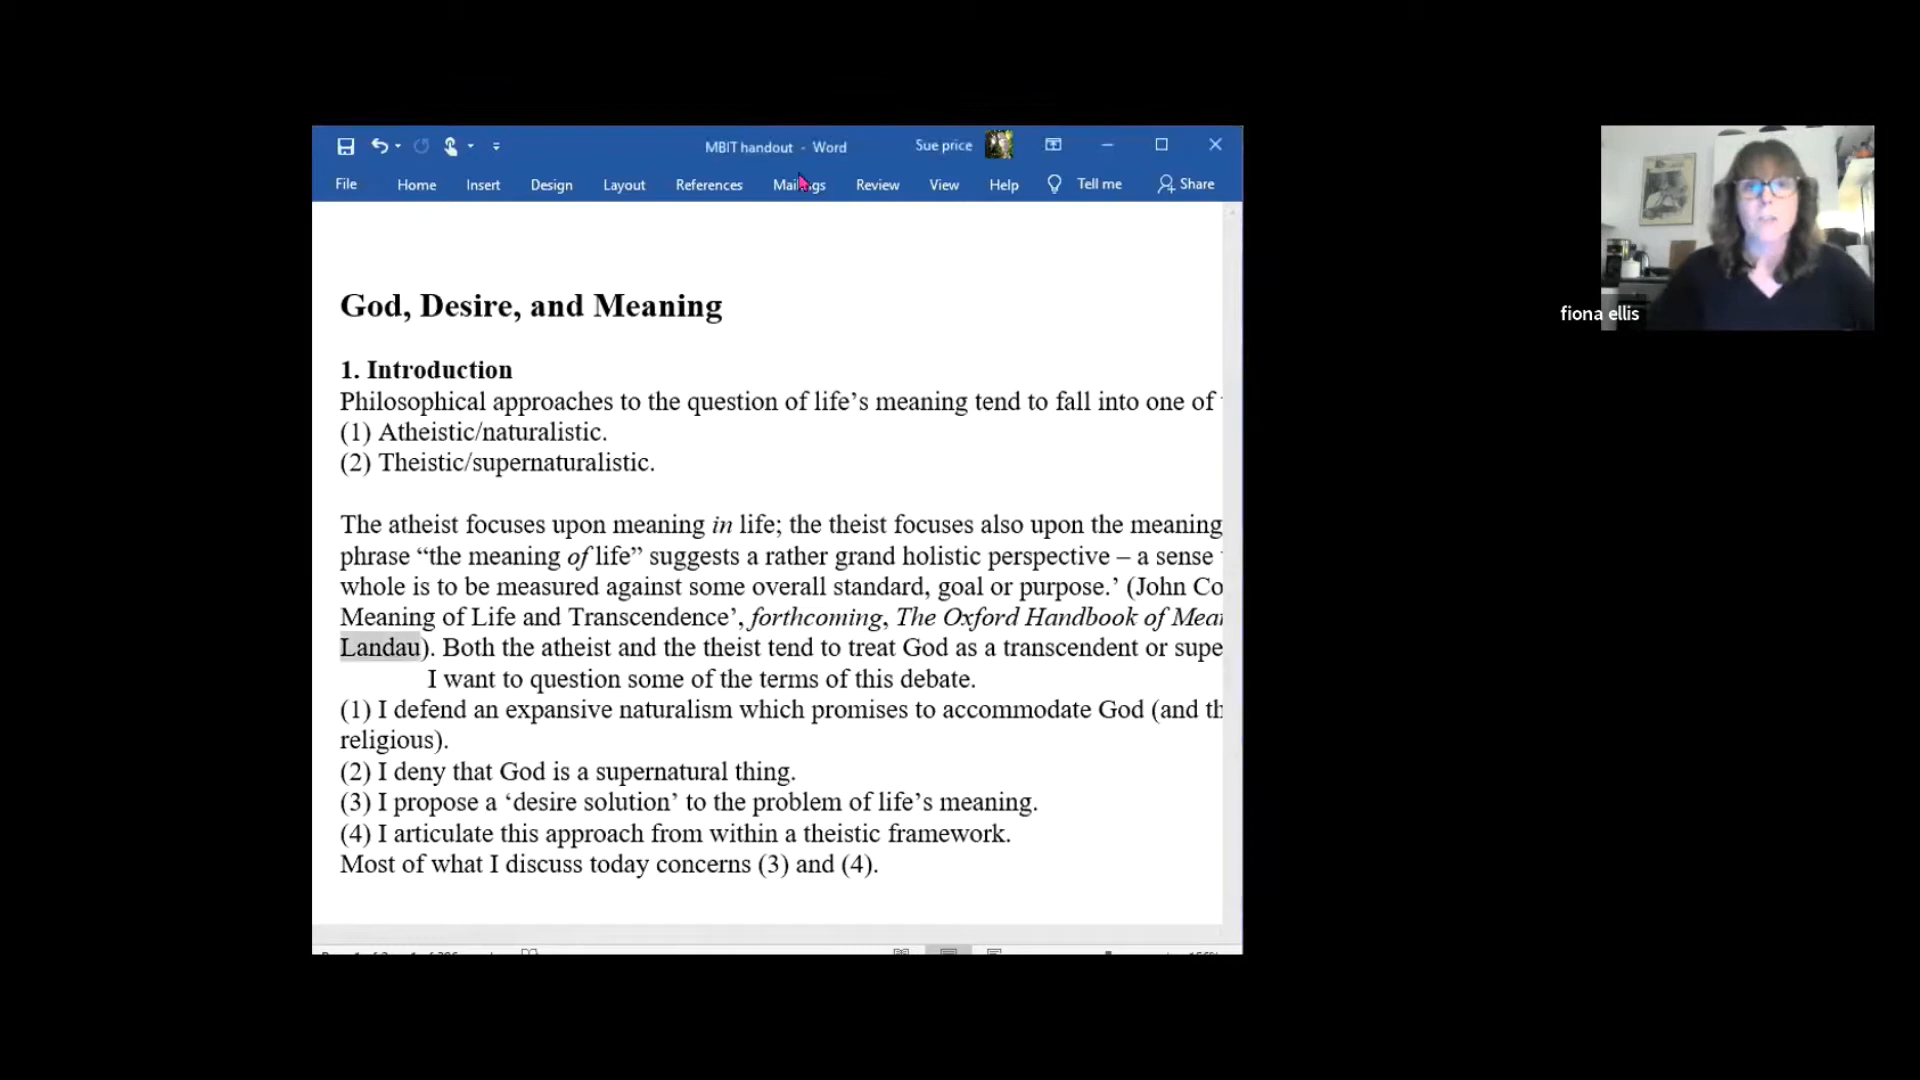 MBIT handout - Word
Sue price
File Home Insert Design Layout References Mailings Review View Help Tell me Share
God, Desire, and Meaning
1. Introduction
Philosophical approaches to the question of life’s meaning tend to fall into one of
(1) Atheistic/naturalistic.
(2) Theistic/supernaturalistic.
The atheist focuses upon meaning in life; the theist focuses also upon the meaning
phrase “the meaning of life” suggests a rather grand holistic perspective – a sense
whole is to be measured against some overall standard, goal or purpose.’ (John Co
Meaning of Life and Transcendence’, forthcoming, The Oxford Handbook of Mea
Landau). Both the atheist and the theist tend to treat God as a transcendent or supe
I want to question some of the terms of this debate.
(1) I defend an expansive naturalism which promises to accommodate God (and th
religious).
(2) I deny that God is a supernatural thing.
(3) I propose a ‘desire solution’ to the problem of life’s meaning.
(4) I articulate this approach from within a theistic framework.
Most of what I discuss today concerns (3) and (4).
fiona ellis